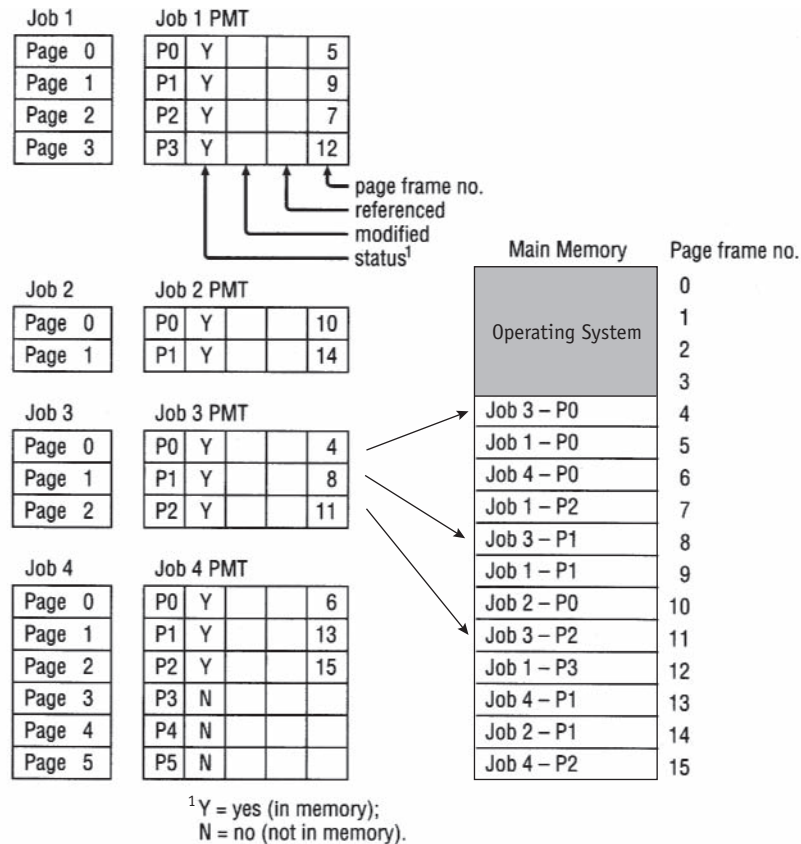 Job 1 Job 1 PMT
Page 0 P0 Y 5
Page 1 P1 Y 9
Page 2 P2 Y 7
Page 3 P3 Y 12
page frame no.
referenced
modified
status¹
Job 2 Job 2 PMT
Page 0 P0 Y 10
Page 1 P1 Y 14
Job 3 Job 3 PMT
Page 0 P0 Y 4
Page 1 P1 Y 8
Page 2 P2 Y 11
Job 4 Job 4 PMT
Page 0 P0 Y 6
Page 1 P1 Y 13
Page 2 P2 Y 15
Page 3 P3 N
Page 4 P4 N
Page 5 P5 N
¹Y = yes (in memory);
N = no (not in memory).
Main Memory Page frame no.
0
1
Operating System
2
3
Job 3 – P0 4
Job 1 – P0 5
Job 4 – P0 6
Job 1 – P2 7
Job 3 – P1 8
Job 1 – P1 9
Job 2 – P0 10
Job 3 – P2 11
Job 1 – P3 12
Job 4 – P1 13
Job 2 – P1 14
Job 4 – P2 15